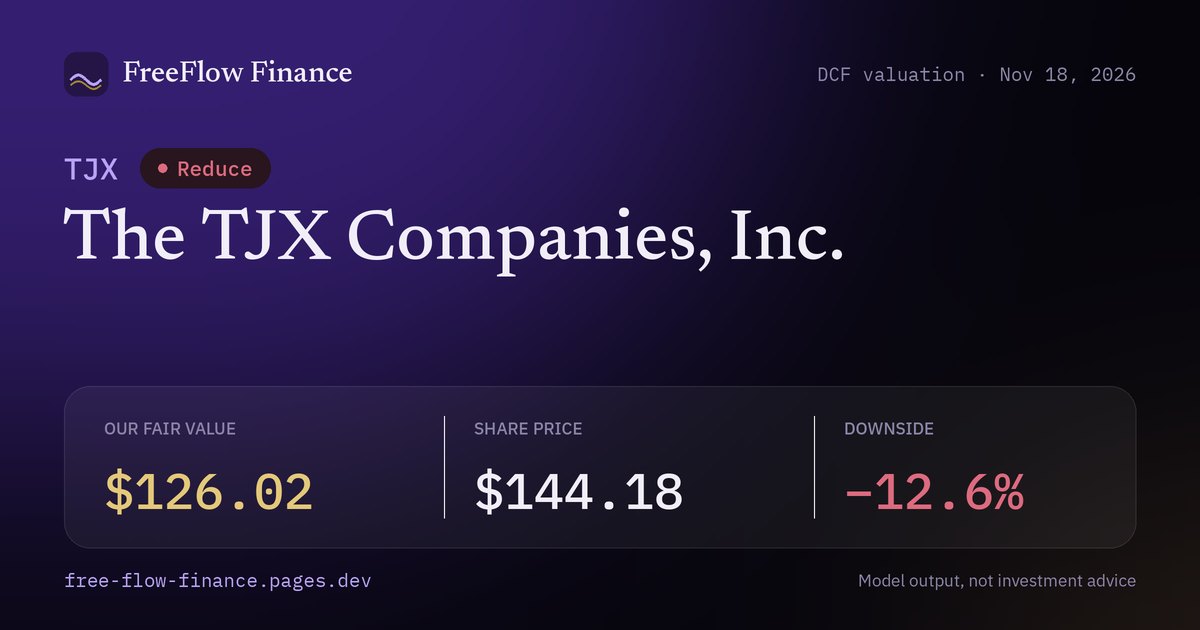 FreeFlow Finance
DCF valuation · Nov 18, 2026
TJX
Reduce
The TJX Companies, Inc.
OUR FAIR VALUE
$126.02
SHARE PRICE
$144.18
DOWNSIDE
−12.6%
free-flow-finance.pages.dev
Model output, not investment advice